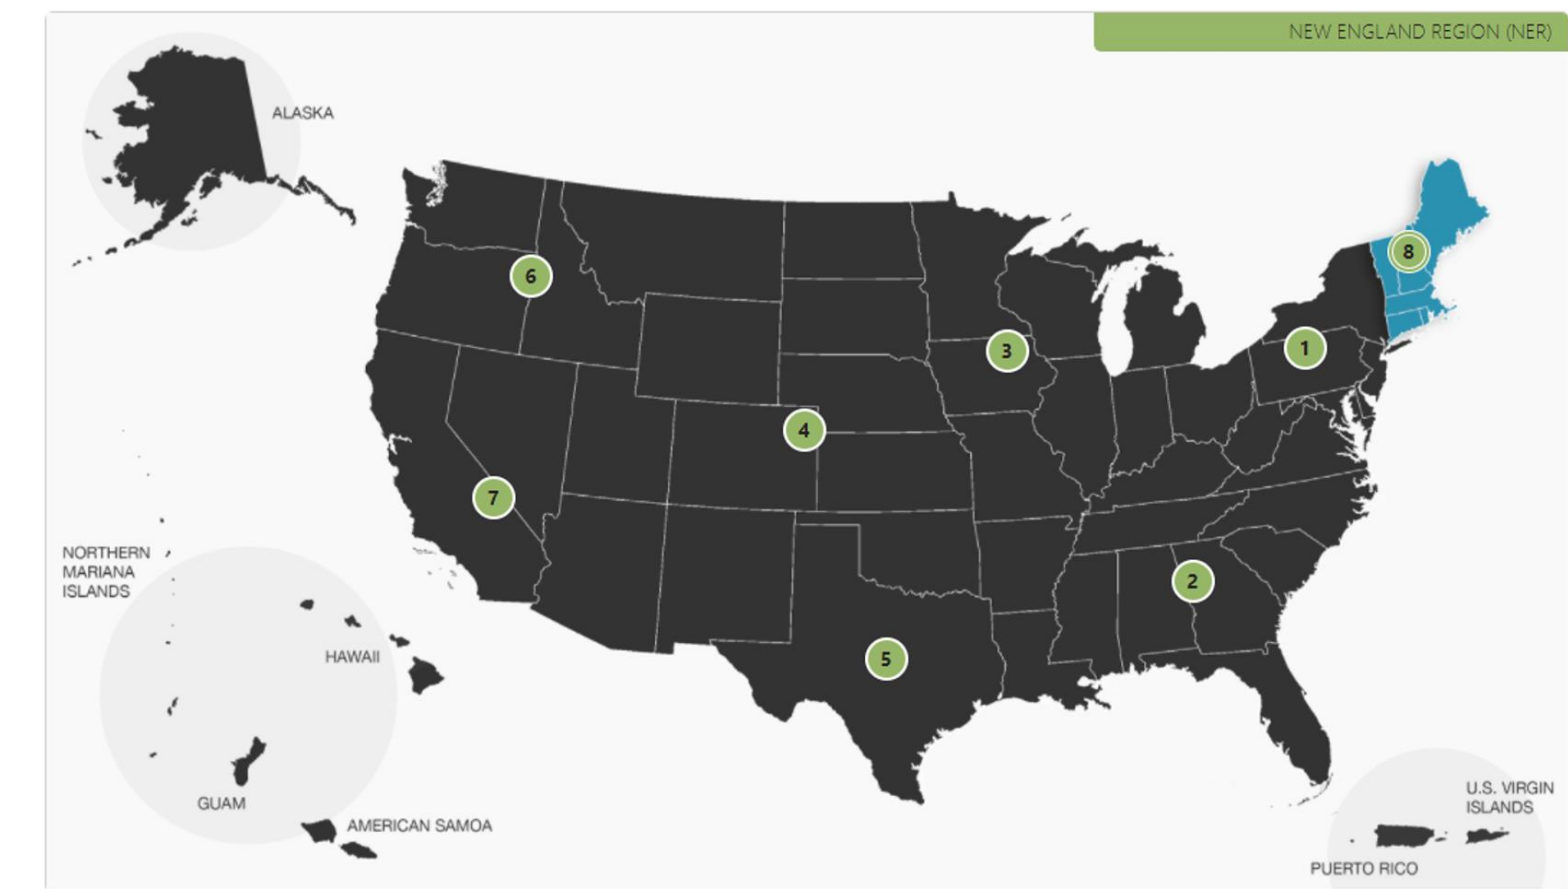 NEW ENGLAND REGION (NER)
ALASKA
8
6
1
3
4
7
NORTHERN
MARIANA
ISLANDS
2
HAWAII
5
GUAM
AMERICAN SAMOA
U.S. VIRGIN
ISLANDS
PUERTO RICO